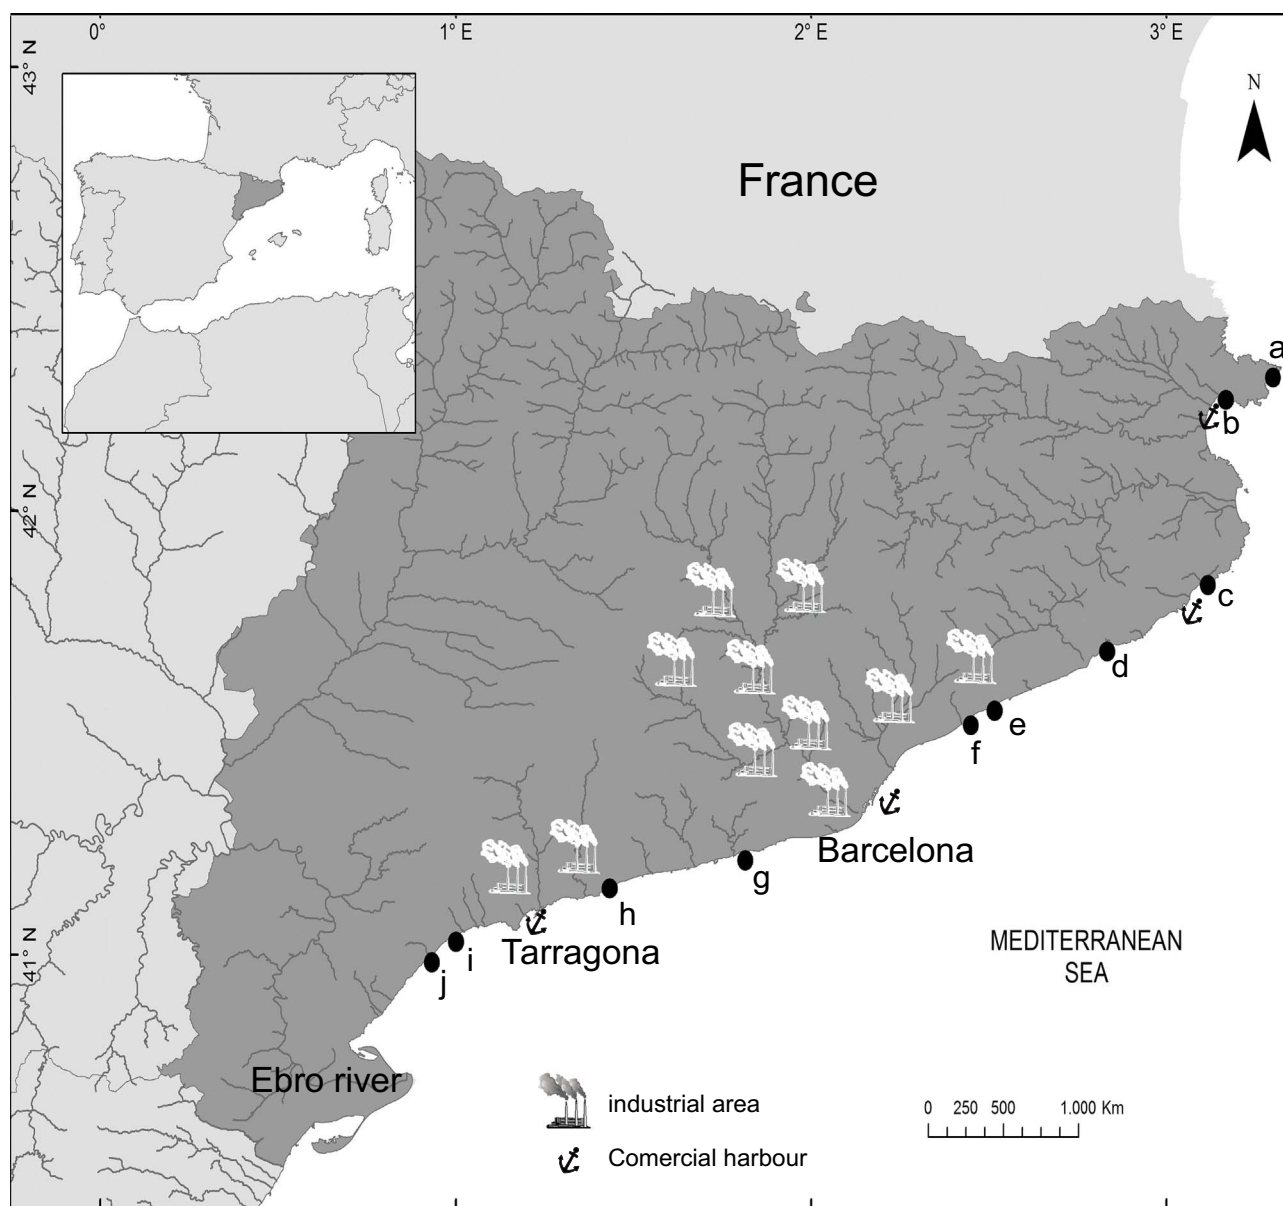 0°
1° E
2° E
3° E
43° N
N
France
a
b
42° N
c
d
e
f
Barcelona
g
h
MEDITERRANEAN
SEA
41° N
i
Tarragona
j
Ebro river
industrial area
0 250 500 1.000 Km
Comercial harbour